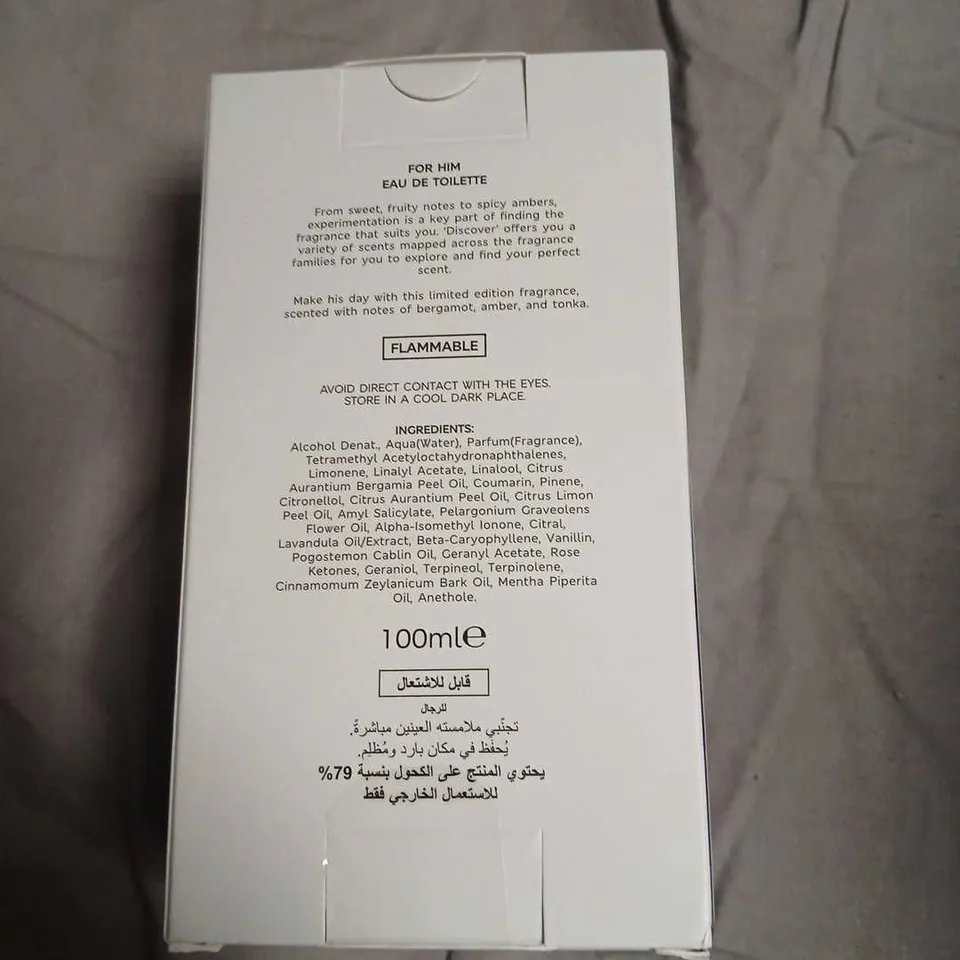 FOR HIM
EAU DE TOILETTE
From sweet, fruity notes to spicy ambers,
experimentation is a key part of finding the
fragrance that suits you. 'Discover' offers you a
variety of scents mapped across the fragrance
families for you to explore and find your perfect
scent.
Make his day with this limited edition fragrance,
scented with notes of bergamot, amber, and tonka.
FLAMMABLE
AVOID DIRECT CONTACT WITH THE EYES.
STORE IN A COOL DARK PLACE.
INGREDIENTS:
Alcohol Denat., Aqua(Water), Parfum(Fragrance),
Tetramethyl Acetyloctahydronaphthalenes,
Limonene, Linalyl Acetate, Linalool, Citrus
Aurantium Bergamia Peel Oil, Coumarin, Pinene,
Citronellol, Citrus Aurantium Peel Oil, Citrus Limon
Peel Oil, Amyl Salicylate, Pelargonium Graveolens
Flower Oil, Alpha-Isomethyl Ionone, Citral,
Lavandula Oil/Extract, Beta-Caryophyllene, Vanillin,
Pogostemon Cablin Oil, Geranyl Acetate, Rose
Ketones, Geraniol, Terpineol, Terpinolene,
Cinnamomum Zeylanicum Bark Oil, Mentha Piperita
Oil, Anethole.
100ml℮
قابل للاشتعال
للرجال
تجنّبي ملامسته العينين مباشرةً.
يُحفَظ في مكان بارد ومُظلِم.
يحتوي المنتج على الكحول بنسبة 79%
للاستعمال الخارجي فقط